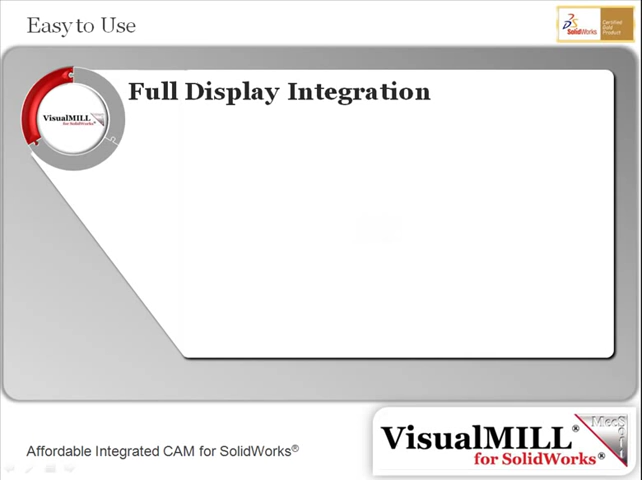 Easy to Use
SolidWorks
Certified
Gold
Product
Full Display Integration
VisualMILL
for SolidWorks®
Affordable Integrated CAM for SolidWorks®
VisualMILL®
for SolidWorks®
MecSoft